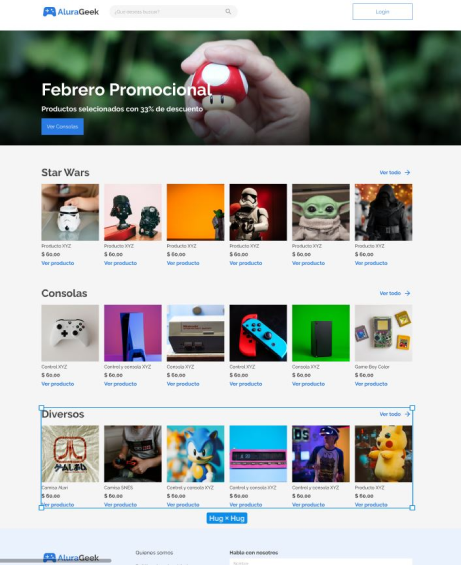 AluraGeek
¿Qué deseas buscar?
Login
Febrero Promocional
Productos selecionados con 33% de descuento
Ver Consolas
Star Wars
Ver todo
Producto XYZ Producto XYZ Producto XYZ Producto XYZ Producto XYZ Producto XYZ
$ 60,00 $ 60,00 $ 60,00 $ 60,00 $ 60,00 $ 60,00
Ver producto Ver producto Ver producto Ver producto Ver producto Ver producto
Consolas
Ver todo
Control XYZ Control y consola XYZ Consola XYZ Control XYZ Consola XYZ Game Boy Color
$ 60,00 $ 60,00 $ 60,00 $ 60,00 $ 60,00 $ 60,00
Ver producto Ver producto Ver producto Ver producto Ver producto Ver producto
Diversos
Ver todo
Camisa Atari Camisa SNES Control y consola XYZ Control y consola XYZ Control y consola XYZ Producto XYZ
$ 60,00 $ 60,00 $ 60,00 $ 60,00 $ 60,00 $ 60,00
Ver producto Ver producto Ver producto Ver producto Ver producto Ver producto
Hug × Hug
AluraGeek
Quienes somos
Hable con nosotros